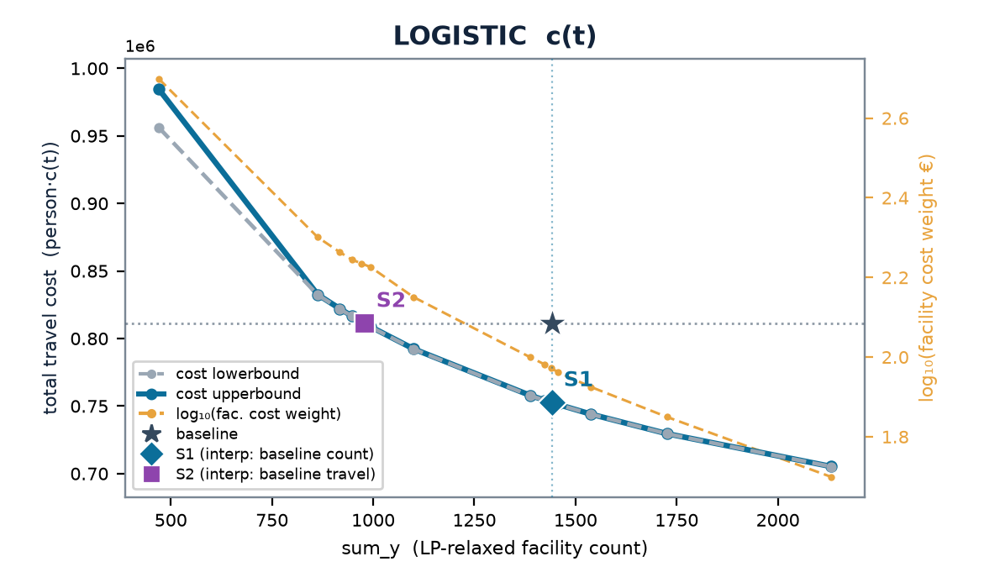 LOGISTIC c(t)
1e6
1.00
0.95
0.90
0.85
0.80
0.75
0.70
total travel cost (person·c(t))
2.6
2.4
2.2
2.0
1.8
log₁₀(facility cost weight €)
S2
S1
cost lowerbound
cost upperbound
log₁₀(fac. cost weight)
baseline
S1 (interp: baseline count)
S2 (interp: baseline travel)
500 750 1000 1250 1500 1750 2000
sum_y (LP-relaxed facility count)